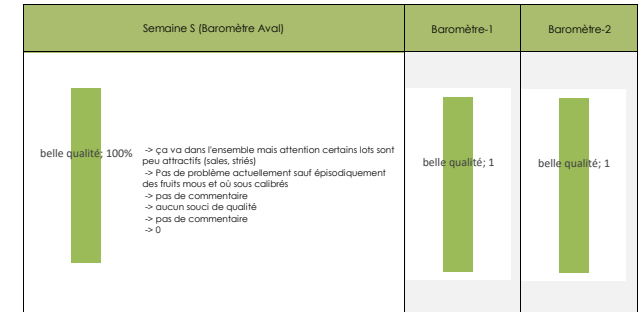 Semaine S (Baromètre Aval)
Baromètre-1
Baromètre-2
belle qualité; 100%
-> ça va dans l'ensemble mais attention certains lots sont
peu attractifs (sales, striés)
-> Pas de problème actuellement sauf épisodiquement
des fruits mous et où sous calibrés
-> pas de commentaire
-> aucun souci de qualité
-> pas de commentaire
-> 0
belle qualité; 1
belle qualité; 1